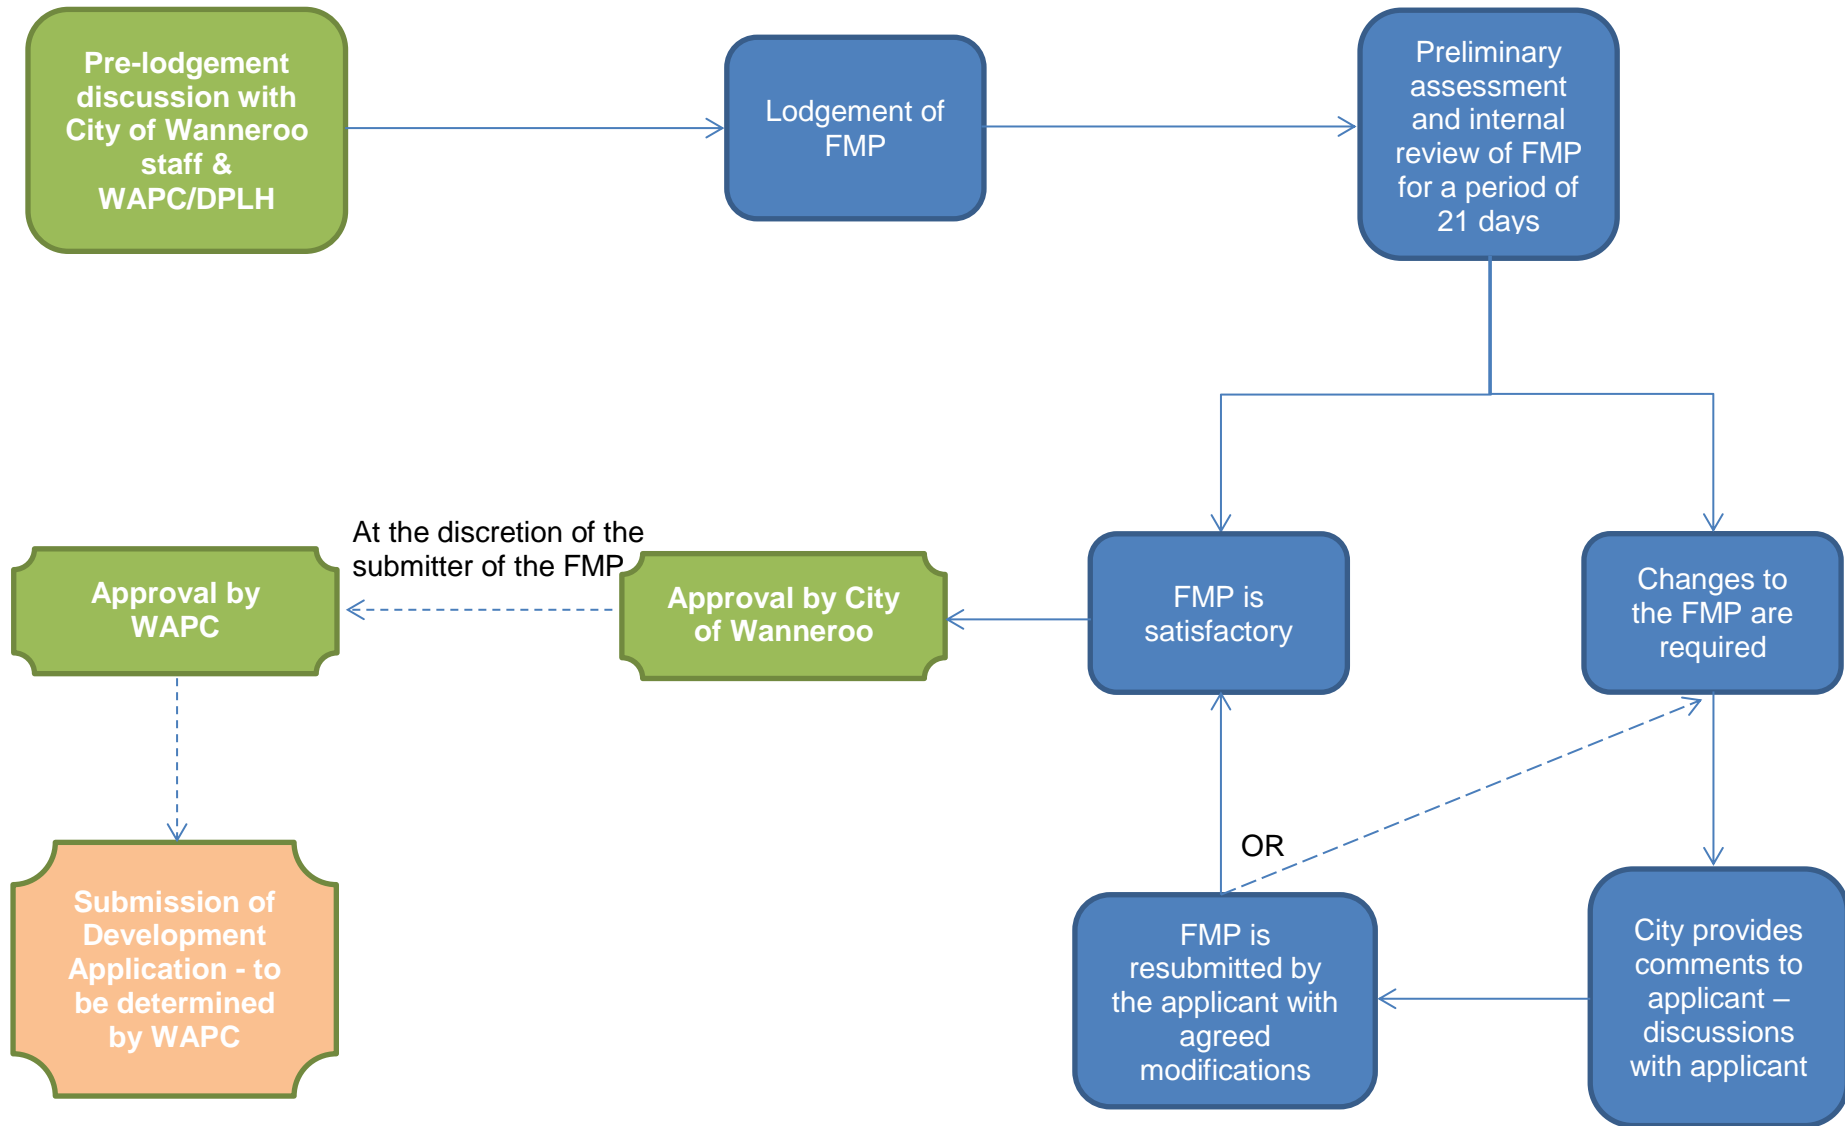 Pre-lodgement
discussion with
City of Wanneroo
staff &
WAPC/DPLH
Lodgement of
FMP
Preliminary
assessment
and internal
review of FMP
for a period of
21 days
At the discretion of the
submitter of the FMP
Approval by
WAPC
Approval by City
of Wanneroo
FMP is
satisfactory
Changes to
the FMP are
required
OR
Submission of
Development
Application - to
be determined
by WAPC
FMP is
resubmitted by
the applicant with
agreed
modifications
City provides
comments to
applicant –
discussions
with applicant